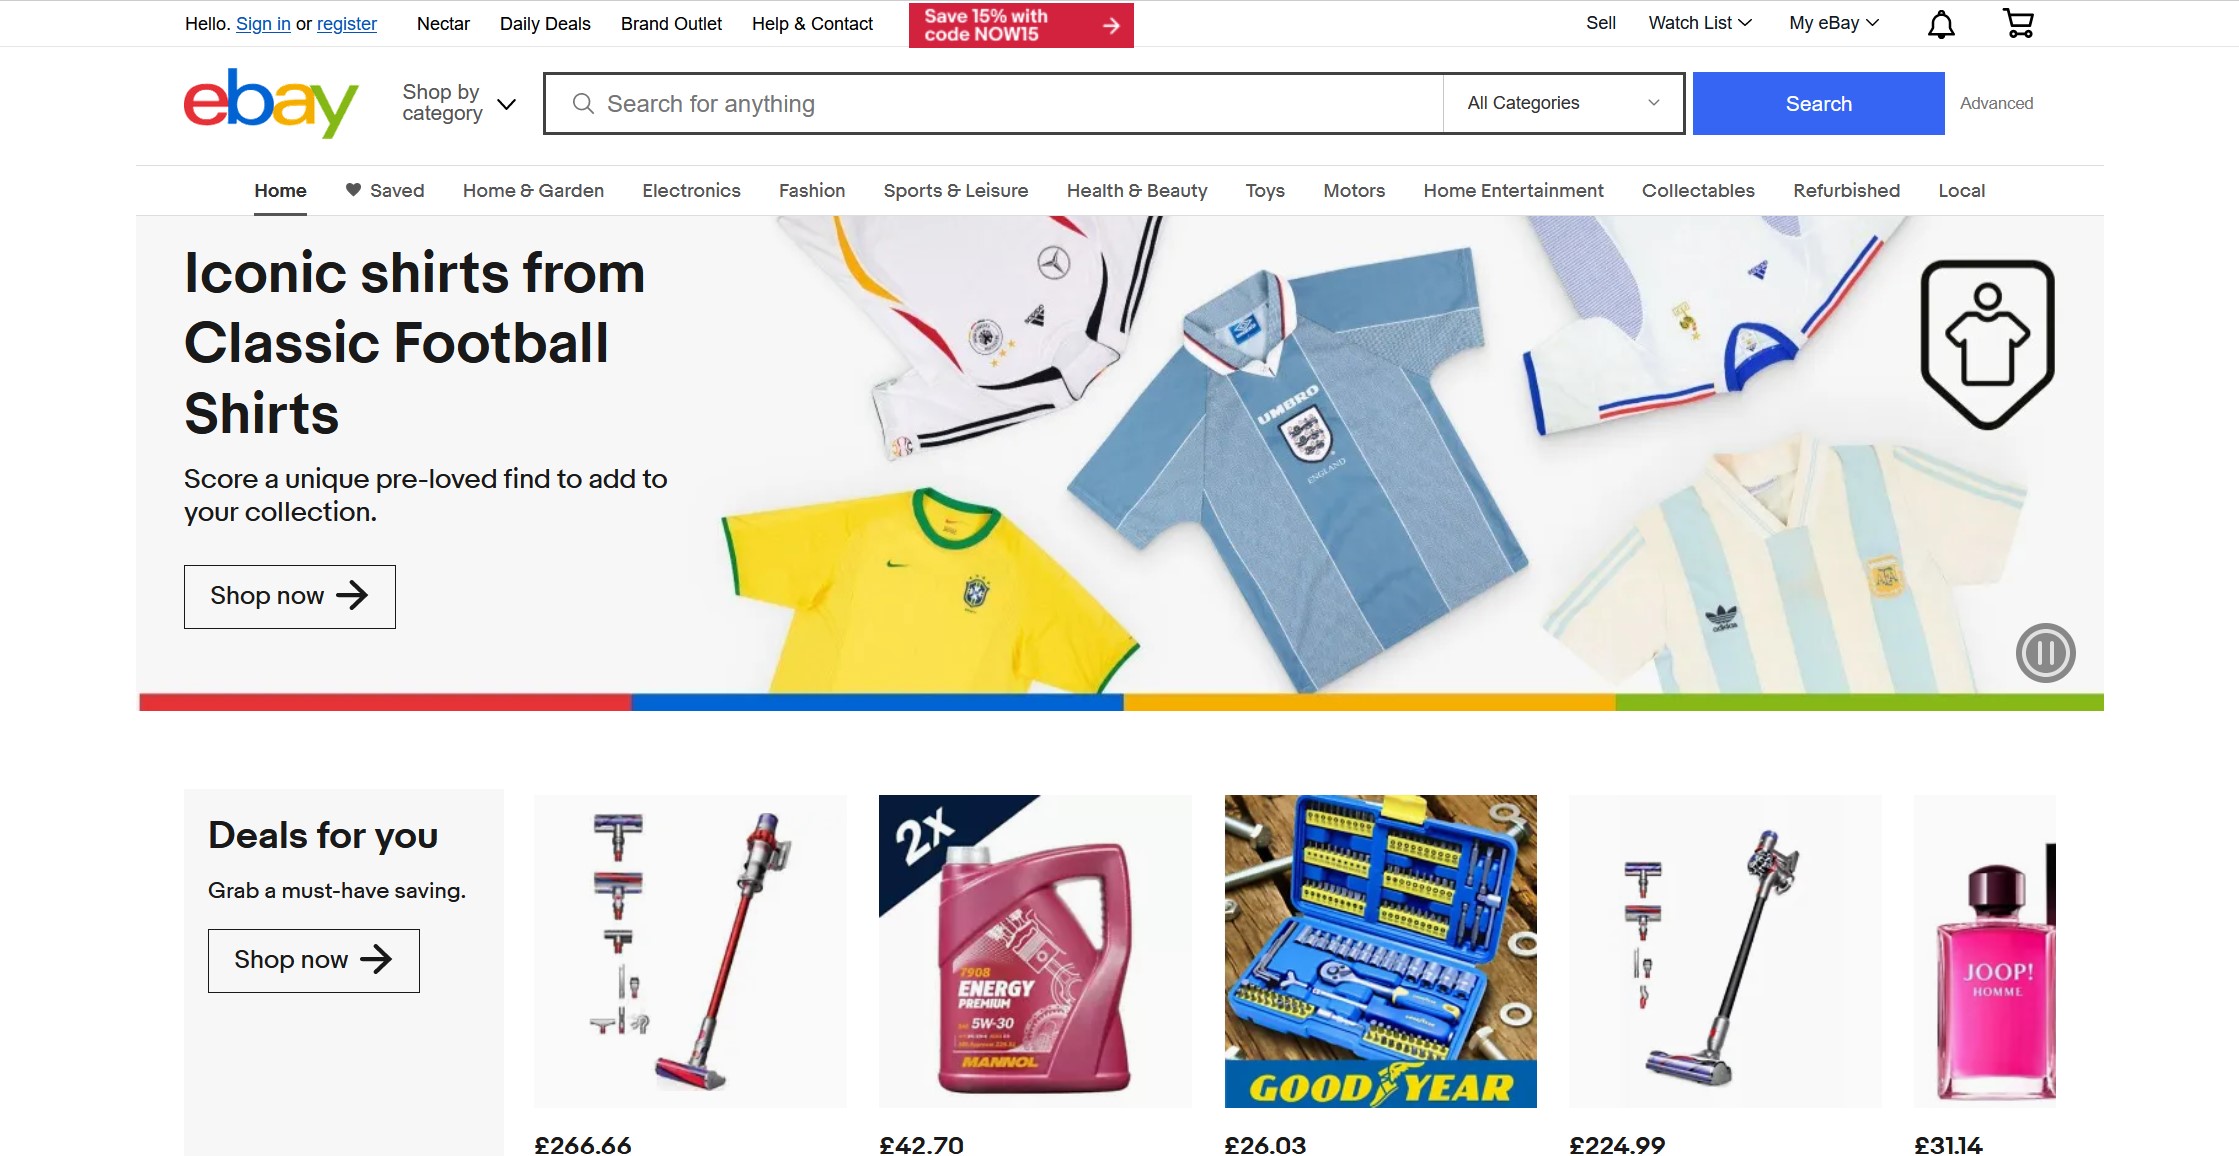 Hello. Sign in or register
Nectar
Daily Deals
Brand Outlet
Help & Contact
Save 15% with
code NOW15
Sell
Watch List
My eBay
ebay
Shop by
category
Search for anything
All Categories
Search
Advanced
Home
Saved
Home & Garden
Electronics
Fashion
Sports & Leisure
Health & Beauty
Toys
Motors
Home Entertainment
Collectables
Refurbished
Local
Iconic shirts from
Classic Football
Shirts
Score a unique pre-loved find to add to
your collection.
Shop now
UMBRO
ENGLAND
adidas
AFA
Deals for you
Grab a must-have saving.
Shop now
2x
7908
ENERGY
PREMIUM
SAE 5W-30
MANNOL
GOODYEAR
JOOP!
HOMME
£266.66
£42.70
£26.03
£224.99
£31.14